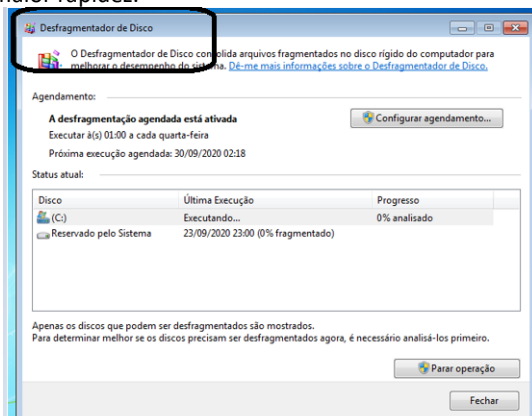 maior rapidez.
Desfragmentador de Disco
O Desfragmentador de Disco consolida arquivos fragmentados no disco rígido do computador para
melhorar o desempenho do sistema. Dê-me mais informações sobre o Desfragmentador de Disco.
Agendamento:
A desfragmentação agendada está ativada
Configurar agendamento...
Executar à(s) 01:00 a cada quarta-feira
Próxima execução agendada: 30/09/2020 02:18
Status atual:
Disco Última Execução Progresso
(C:) Executando... 0% analisado
Reservado pelo Sistema 23/09/2020 23:00 (0% fragmentado)
Apenas os discos que podem ser desfragmentados são mostrados.
Para determinar melhor se os discos precisam ser desfragmentados agora, é necessário analisá-los primeiro.
Parar operação
Fechar